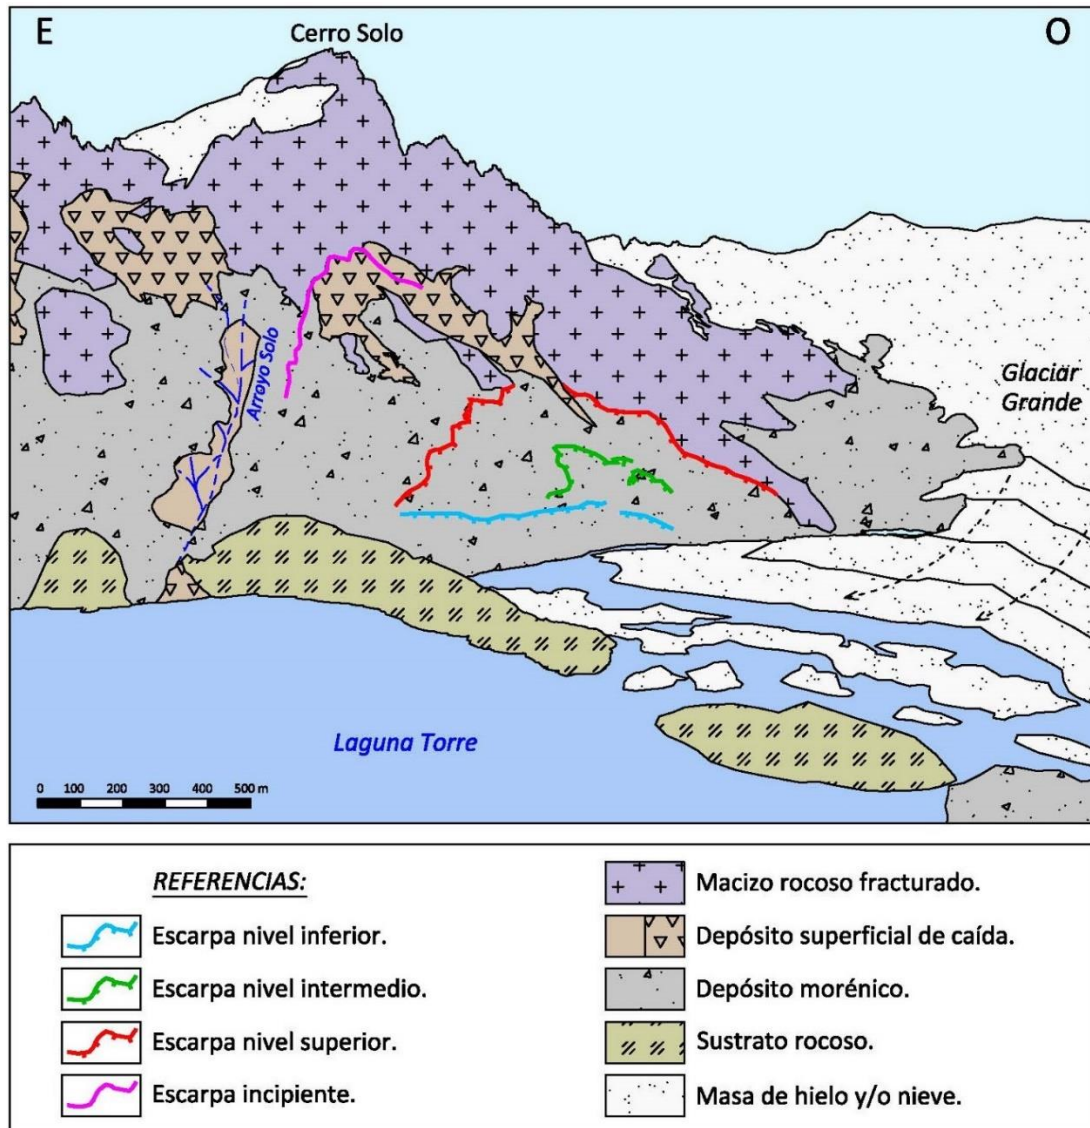 E
O
Cerro Solo
Arroyo Solo
Glaciar
Grande
Laguna Torre
0 100 200 300 400 500 m
REFERENCIAS:
Escarpa nivel inferior.
Escarpa nivel intermedio.
Escarpa nivel superior.
Escarpa incipiente.
Macizo rocoso fracturado.
Depósito superficial de caída.
Depósito morénico.
Sustrato rocoso.
Masa de hielo y/o nieve.